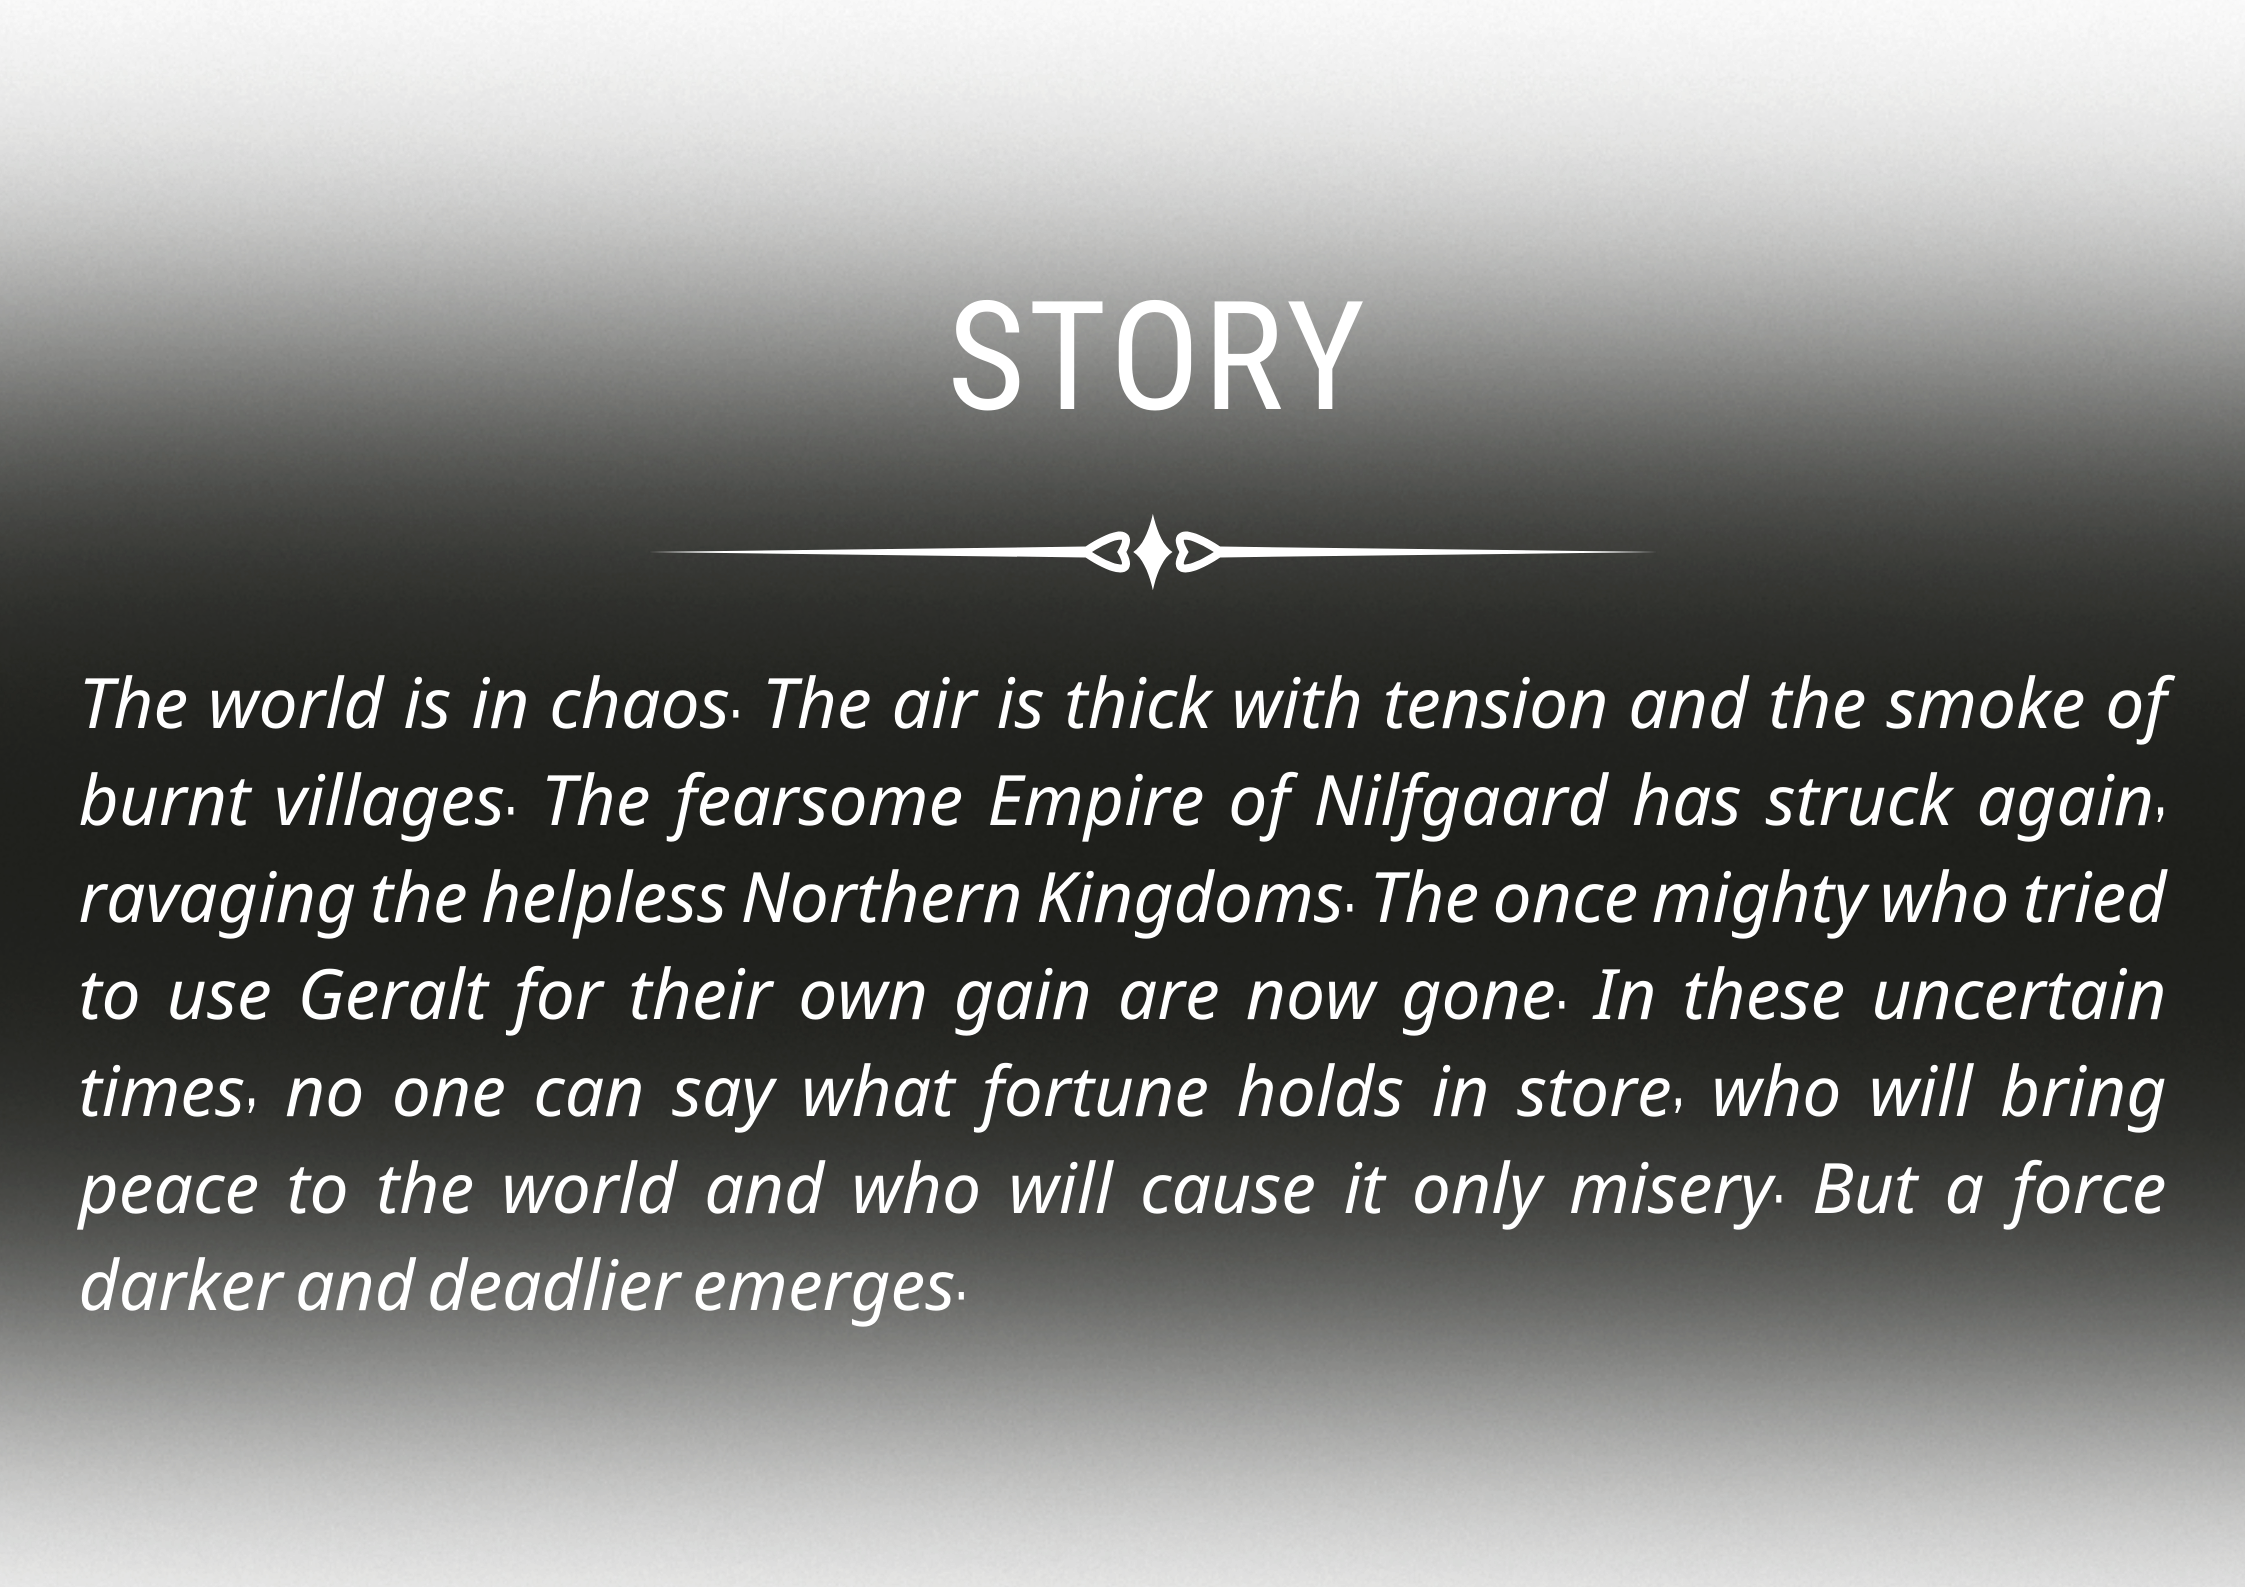 STORY
The world is in chaos. The air is thick with tension and the smoke of
burnt villages. The fearsome Empire of Nilfgaard has struck again,
ravaging the helpless Northern Kingdoms. The once mighty who tried
to use Geralt for their own gain are now gone. In these uncertain
times, no one can say what fortune holds in store, who will bring
peace to the world and who will cause it only misery. But a force
darker and deadlier emerges.